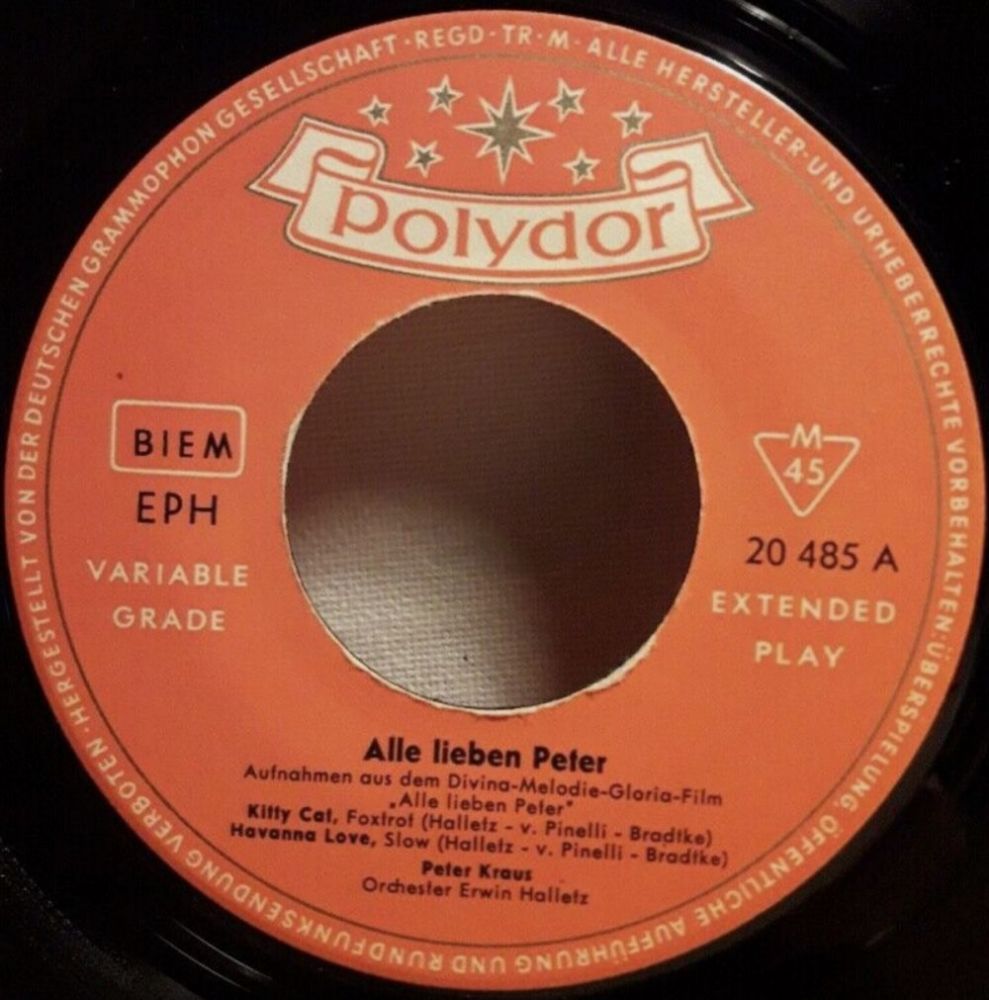 HERGESTELLT VON DER DEUTSCHEN GRAMMOPHON GESELLSCHAFT · REGD · TR · M · ALLE HERSTELLER- UND URHEBERRECHTE VORBEHALTEN: ÜBERSPIELUNG, ÖFFENTLICHE AUFFÜHRUNG UND RUNDFUNKSENDUNG VERBOTEN ·
polydor
BIEM
EPH
VARIABLE
GRADE
M
45
20 485 A
EXTENDED
PLAY
Alle lieben Peter
Aufnahmen aus dem Divina-Melodie-Gloria-Film
„Alle lieben Peter"
Kitty Cat, Foxtrot (Halletz - v. Pinelli - Bradtke)
Havanna Love, Slow (Halletz - v. Pinelli - Bradtke)
Peter Kraus
Orchester Erwin Halletz